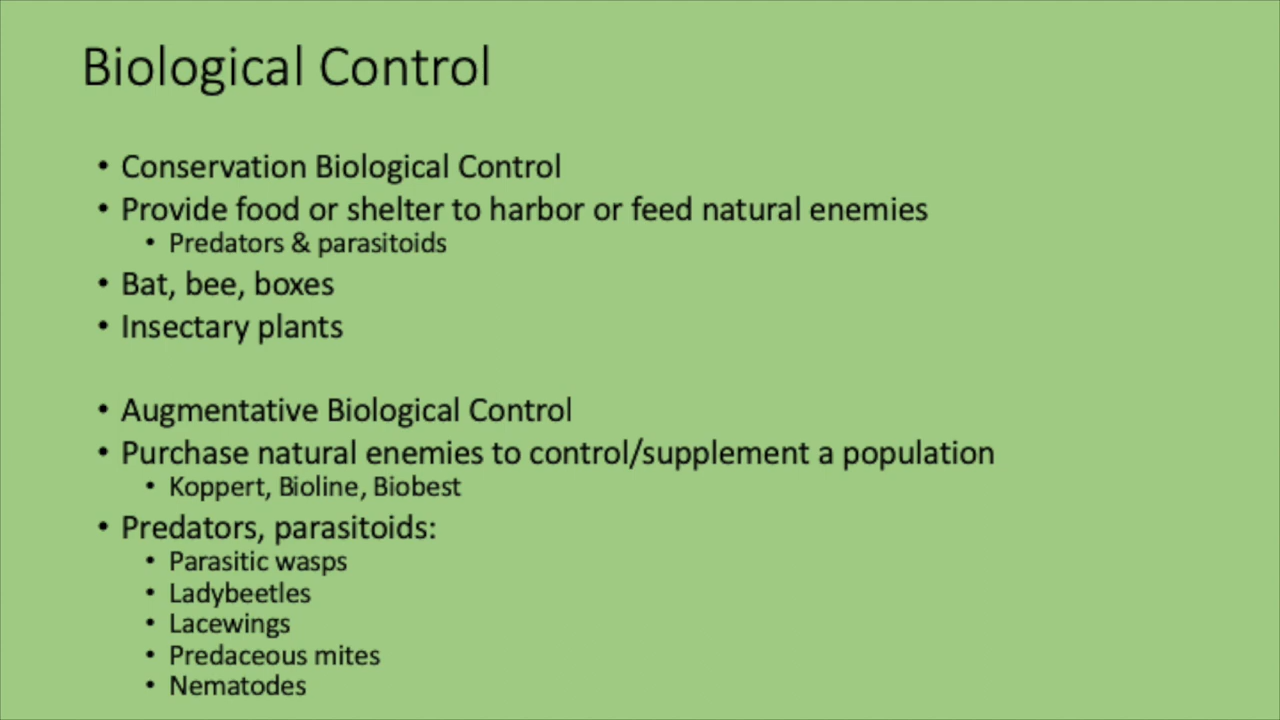 Biological Control
• Conservation Biological Control
• Provide food or shelter to harbor or feed natural enemies
• Predators & parasitoids
• Bat, bee, boxes
• Insectary plants
• Augmentative Biological Control
• Purchase natural enemies to control/supplement a population
• Koppert, Bioline, Biobest
• Predators, parasitoids:
• Parasitic wasps
• Ladybeetles
• Lacewings
• Predaceous mites
• Nematodes